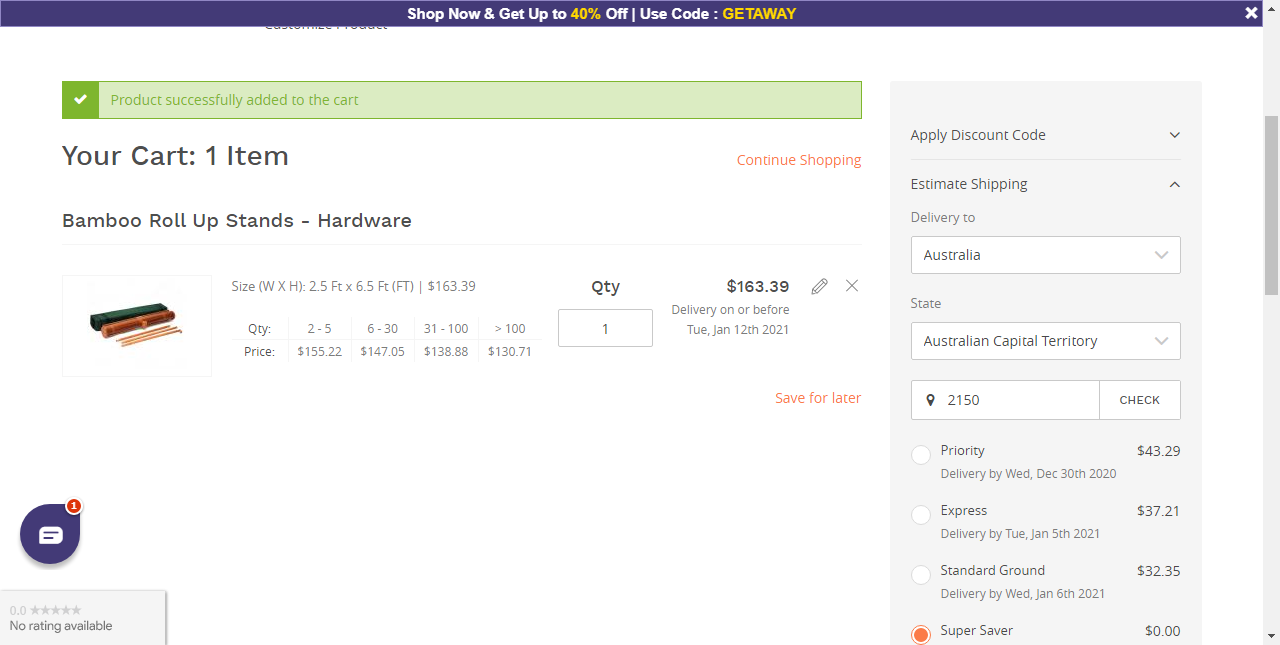 Shop Now & Get Up to 40% Off | Use Code : GETAWAY
Customize Product
Product successfully added to the cart
Your Cart: 1 Item
Continue Shopping
Bamboo Roll Up Stands - Hardware
Size (W X H): 2.5 Ft x 6.5 Ft (FT) | $163.39
Qty: 2 - 5 6 - 30 31 - 100 > 100
Price: $155.22 $147.05 $138.88 $130.71
Qty
1
$163.39
Delivery on or before
Tue, Jan 12th 2021
Save for later
Apply Discount Code
Estimate Shipping
Delivery to
Australia
State
Australian Capital Territory
2150 CHECK
Priority $43.29
Delivery by Wed, Dec 30th 2020
Express $37.21
Delivery by Tue, Jan 5th 2021
Standard Ground $32.35
Delivery by Wed, Jan 6th 2021
Super Saver $0.00
1
0.0
No rating available